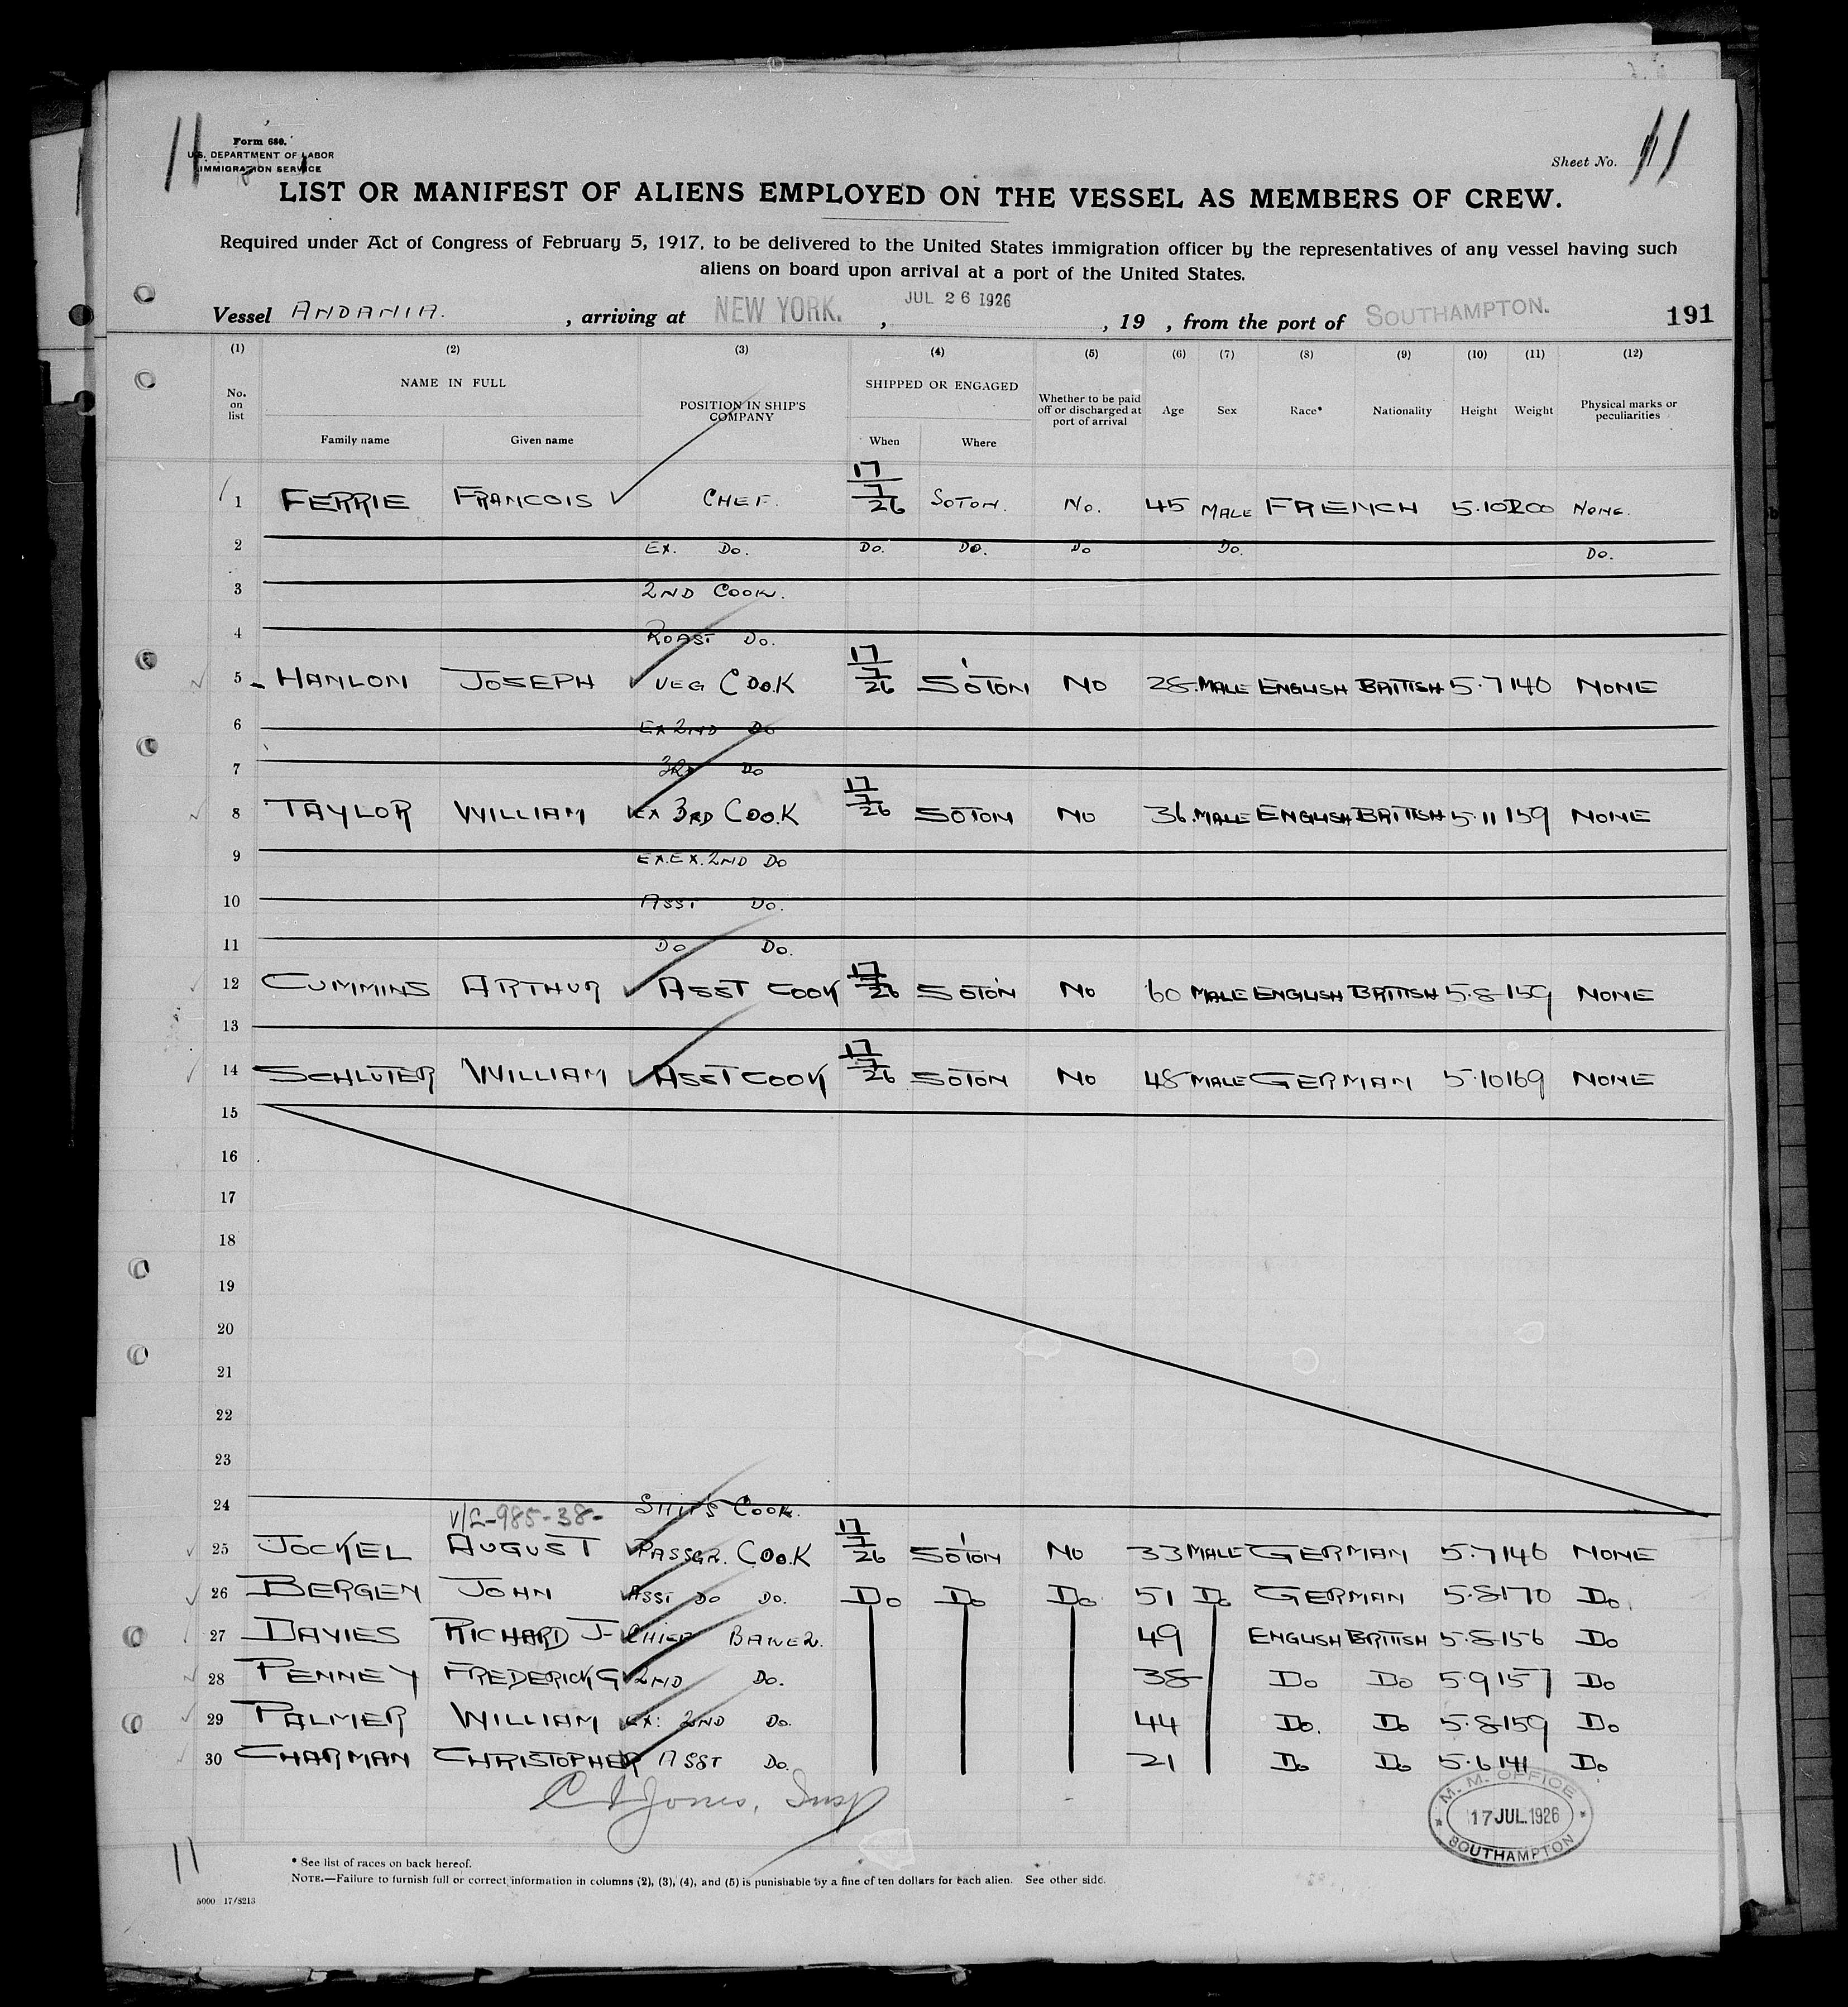 11
Form 680.
U.S. DEPARTMENT OF LABOR
IMMIGRATION SERVICE
Sheet No. 11
LIST OR MANIFEST OF ALIENS EMPLOYED ON THE VESSEL AS MEMBERS OF CREW.
Required under Act of Congress of February 5, 1917, to be delivered to the United States immigration officer by the representatives of any vessel having such
aliens on board upon arrival at a port of the United States.
Vessel ANDANIA. , arriving at NEW YORK. , JUL 26 1926 , 19 , from the port of SOUTHAMPTON. 191
(1) (2) (3) (4) (5) (6) (7) (8) (9) (10) (11) (12)
No. on list NAME IN FULL Family name Given name POSITION IN SHIP'S COMPANY SHIPPED OR ENGAGED When Where Whether to be paid off or discharged at port of arrival Age Sex Race* Nationality Height Weight Physical marks or peculiarities
1 FERRIE FRANCOIS CHEF. 17/7/26 SOTON. No. 45 MALE FRENCH 5.10 200 NONE.
2 EX. Do. Do. Do. No Do. Do.
3 2ND COOK.
4 ROAST Do.
5 HANLON JOSEPH VEG COOK 17/7/26 SO'TON NO 28 MALE ENGLISH BRITISH 5.7 140 NONE
6 EX 2ND Do
7 3RD Do
8 TAYLOR WILLIAM EX 3RD COOK 17/7/26 SOTON NO 36 MALE ENGLISH BRITISH 5.11 159 NONE
9 EX.EX.2ND Do
10 ASST Do.
11 Do Do.
12 CUMMINS ARTHUR ASST COOK 17/7/26 SO'TON NO 60 MALE ENGLISH BRITISH 5.8 159 NONE
13
14 SCHLUTER WILLIAM ASST COOK 17/7/26 SOTON NO 48 MALE GERMAN 5.10 169 NONE
15
16
17
18
19
20
21
22
23
24 SHIP'S COOK.
V/L-985-38-
25 JOCKEL AUGUST PASSGR. COOK 17/7/26 SO'TON NO 33 MALE GERMAN 5.7 146 NONE
26 BERGEN JOHN ASST Do Do. Do Do Do. 51 Do GERMAN 5.8 170 Do.
27 DAVIES RICHARD J- CHIEF BAKER. 49 ENGLISH BRITISH 5.8 156 Do
28 PENNEY FREDERICK G 2ND Do. 38 Do Do 5.9 157 Do
29 PALMER WILLIAM EX: 2ND Do. 44 Do. Do 5.8 159 Do
30 CHAPMAN CHRISTOPHER ASST Do. 21 Do Do 5.6 141 Do
Jones, Insp
M. M. OFFICE
17 JUL. 1926
SOUTHAMPTON
11
* See list of races on back hereof.
NOTE.—Failure to furnish full or correct information in columns (2), (3), (4), and (5) is punishable by a fine of ten dollars for each alien. See other side.
5000 17/8213